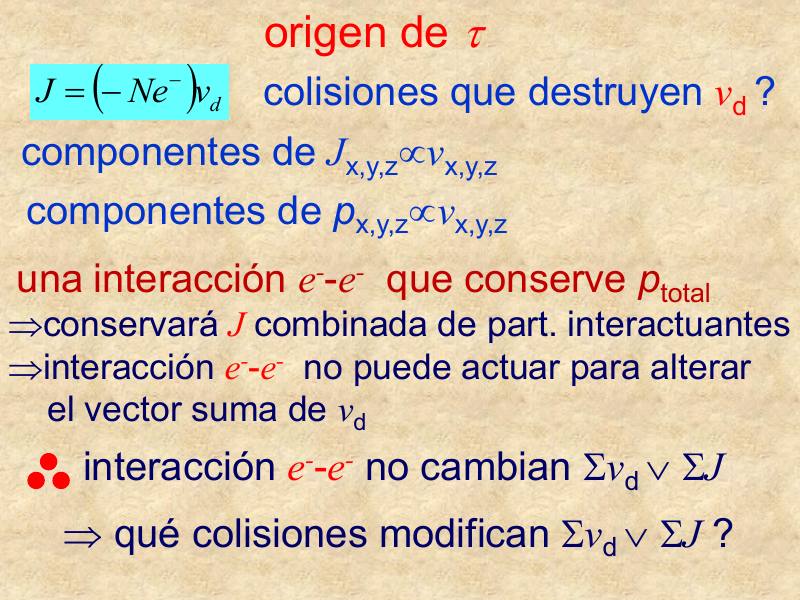 origen de τ
J = (− Ne⁻)v_d colisiones que destruyen v_d ?
componentes de J_x,y,z∝v_x,y,z
componentes de p_x,y,z∝v_x,y,z
una interacción e⁻-e⁻ que conserve p_total
⇒conservará J combinada de part. interactuantes
⇒interacción e⁻-e⁻ no puede actuar para alterar
el vector suma de v_d
∴ interacción e⁻-e⁻ no cambian Σv_d ∨ ΣJ
⇒ qué colisiones modifican Σv_d ∨ ΣJ ?